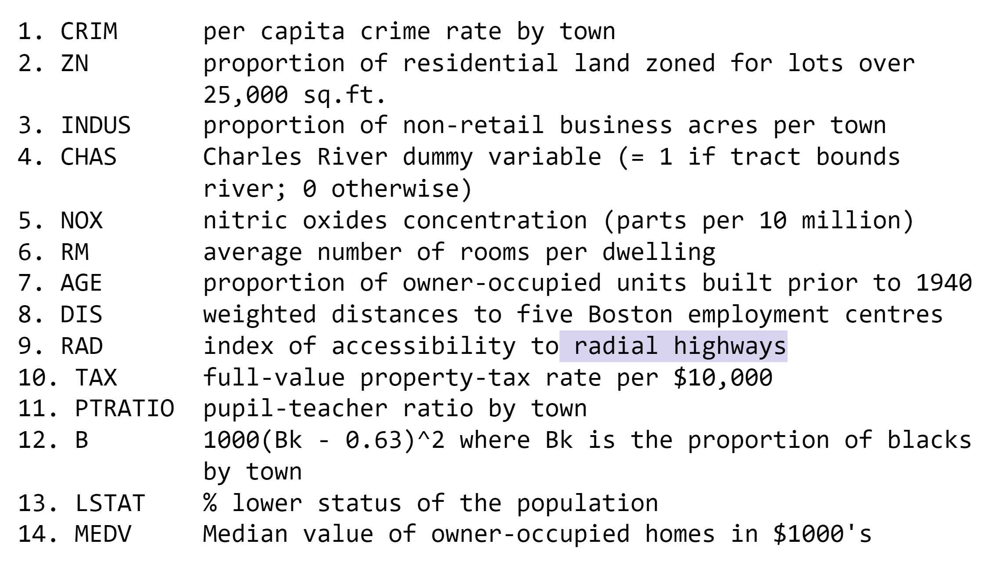 1. CRIM per capita crime rate by town
2. ZN proportion of residential land zoned for lots over
25,000 sq.ft.
3. INDUS proportion of non-retail business acres per town
4. CHAS Charles River dummy variable (= 1 if tract bounds
river; 0 otherwise)
5. NOX nitric oxides concentration (parts per 10 million)
6. RM average number of rooms per dwelling
7. AGE proportion of owner-occupied units built prior to 1940
8. DIS weighted distances to five Boston employment centres
9. RAD index of accessibility to radial highways
10. TAX full-value property-tax rate per $10,000
11. PTRATIO pupil-teacher ratio by town
12. B 1000(Bk - 0.63)^2 where Bk is the proportion of blacks
by town
13. LSTAT % lower status of the population
14. MEDV Median value of owner-occupied homes in $1000's